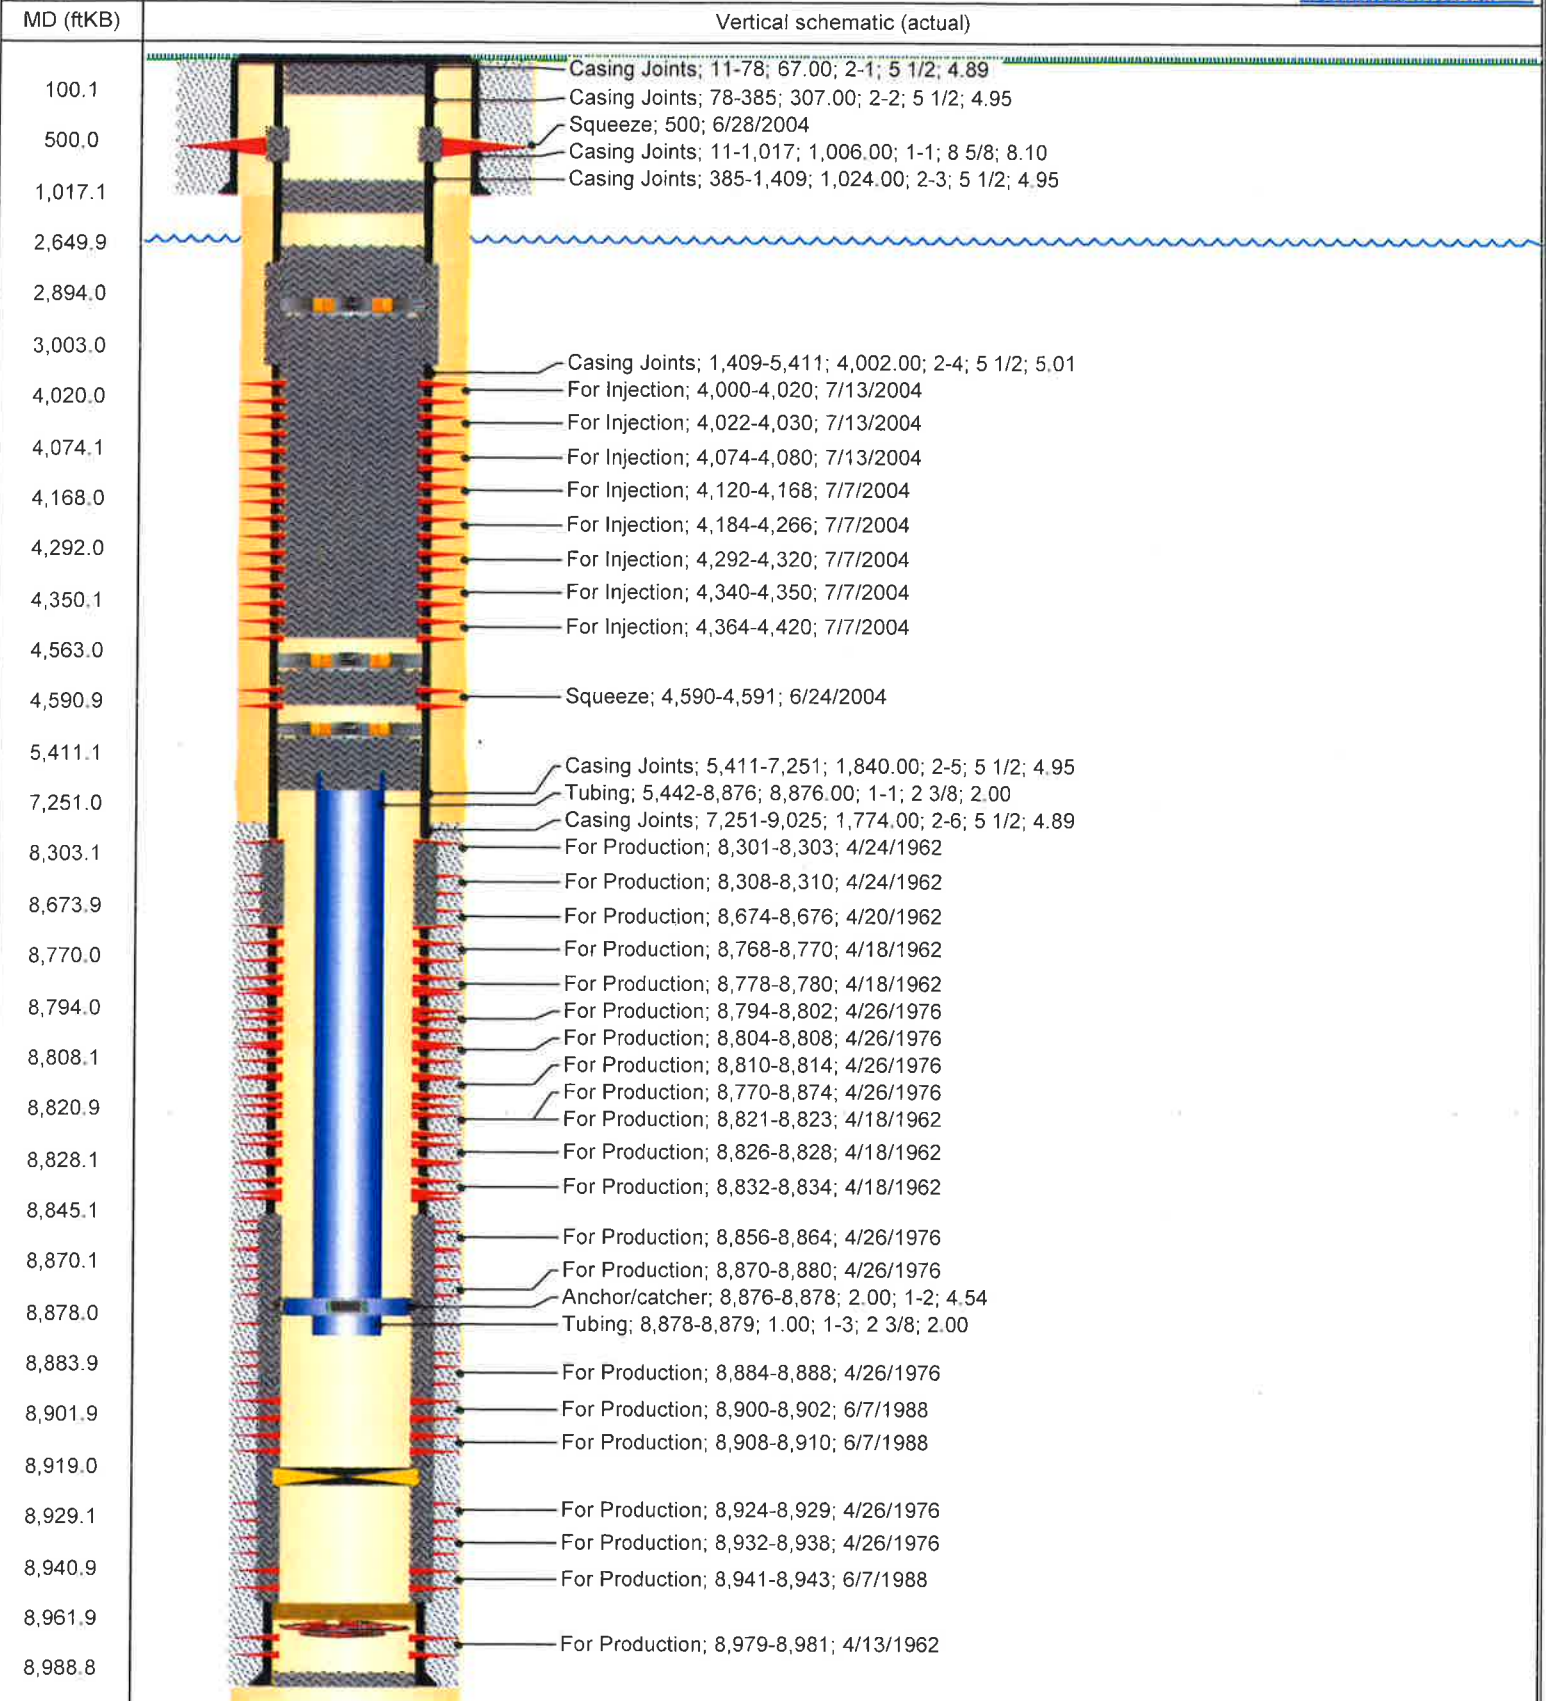 MD (ftKB)
Vertical schematic (actual)
100.1
500.0
1,017.1
2,649.9
2,894.0
3,003.0
4,020.0
4,074.1
4,168.0
4,292.0
4,350.1
4,563.0
4,590.9
5,411.1
7,251.0
8,303.1
8,673.9
8,770.0
8,794.0
8,808.1
8,820.9
8,828.1
8,845.1
8,870.1
8,878.0
8,883.9
8,901.9
8,919.0
8,929.1
8,940.9
8,961.9
8,988.8
Casing Joints; 11-78; 67.00; 2-1; 5 1/2; 4.89
Casing Joints; 78-385; 307.00; 2-2; 5 1/2; 4.95
Squeeze; 500; 6/28/2004
Casing Joints; 11-1,017; 1,006.00; 1-1; 8 5/8; 8.10
Casing Joints; 385-1,409; 1,024.00; 2-3; 5 1/2; 4.95
Casing Joints; 1,409-5,411; 4,002.00; 2-4; 5 1/2; 5.01
For Injection; 4,000-4,020; 7/13/2004
For Injection; 4,022-4,030; 7/13/2004
For Injection; 4,074-4,080; 7/13/2004
For Injection; 4,120-4,168; 7/7/2004
For Injection; 4,184-4,266; 7/7/2004
For Injection; 4,292-4,320; 7/7/2004
For Injection; 4,340-4,350; 7/7/2004
For Injection; 4,364-4,420; 7/7/2004
Squeeze; 4,590-4,591; 6/24/2004
Casing Joints; 5,411-7,251; 1,840.00; 2-5; 5 1/2; 4.95
Tubing; 5,442-8,876; 8,876.00; 1-1; 2 3/8; 2.00
Casing Joints; 7,251-9,025; 1,774.00; 2-6; 5 1/2; 4.89
For Production; 8,301-8,303; 4/24/1962
For Production; 8,308-8,310; 4/24/1962
For Production; 8,674-8,676; 4/20/1962
For Production; 8,768-8,770; 4/18/1962
For Production; 8,778-8,780; 4/18/1962
For Production; 8,794-8,802; 4/26/1976
For Production; 8,804-8,808; 4/26/1976
For Production; 8,810-8,814; 4/26/1976
For Production; 8,770-8,874; 4/26/1976
For Production; 8,821-8,823; 4/18/1962
For Production; 8,826-8,828; 4/18/1962
For Production; 8,832-8,834; 4/18/1962
For Production; 8,856-8,864; 4/26/1976
For Production; 8,870-8,880; 4/26/1976
Anchor/catcher; 8,876-8,878; 2.00; 1-2; 4.54
Tubing; 8,878-8,879; 1.00; 1-3; 2 3/8; 2.00
For Production; 8,884-8,888; 4/26/1976
For Production; 8,900-8,902; 6/7/1988
For Production; 8,908-8,910; 6/7/1988
For Production; 8,924-8,929; 4/26/1976
For Production; 8,932-8,938; 4/26/1976
For Production; 8,941-8,943; 6/7/1988
For Production; 8,979-8,981; 4/13/1962